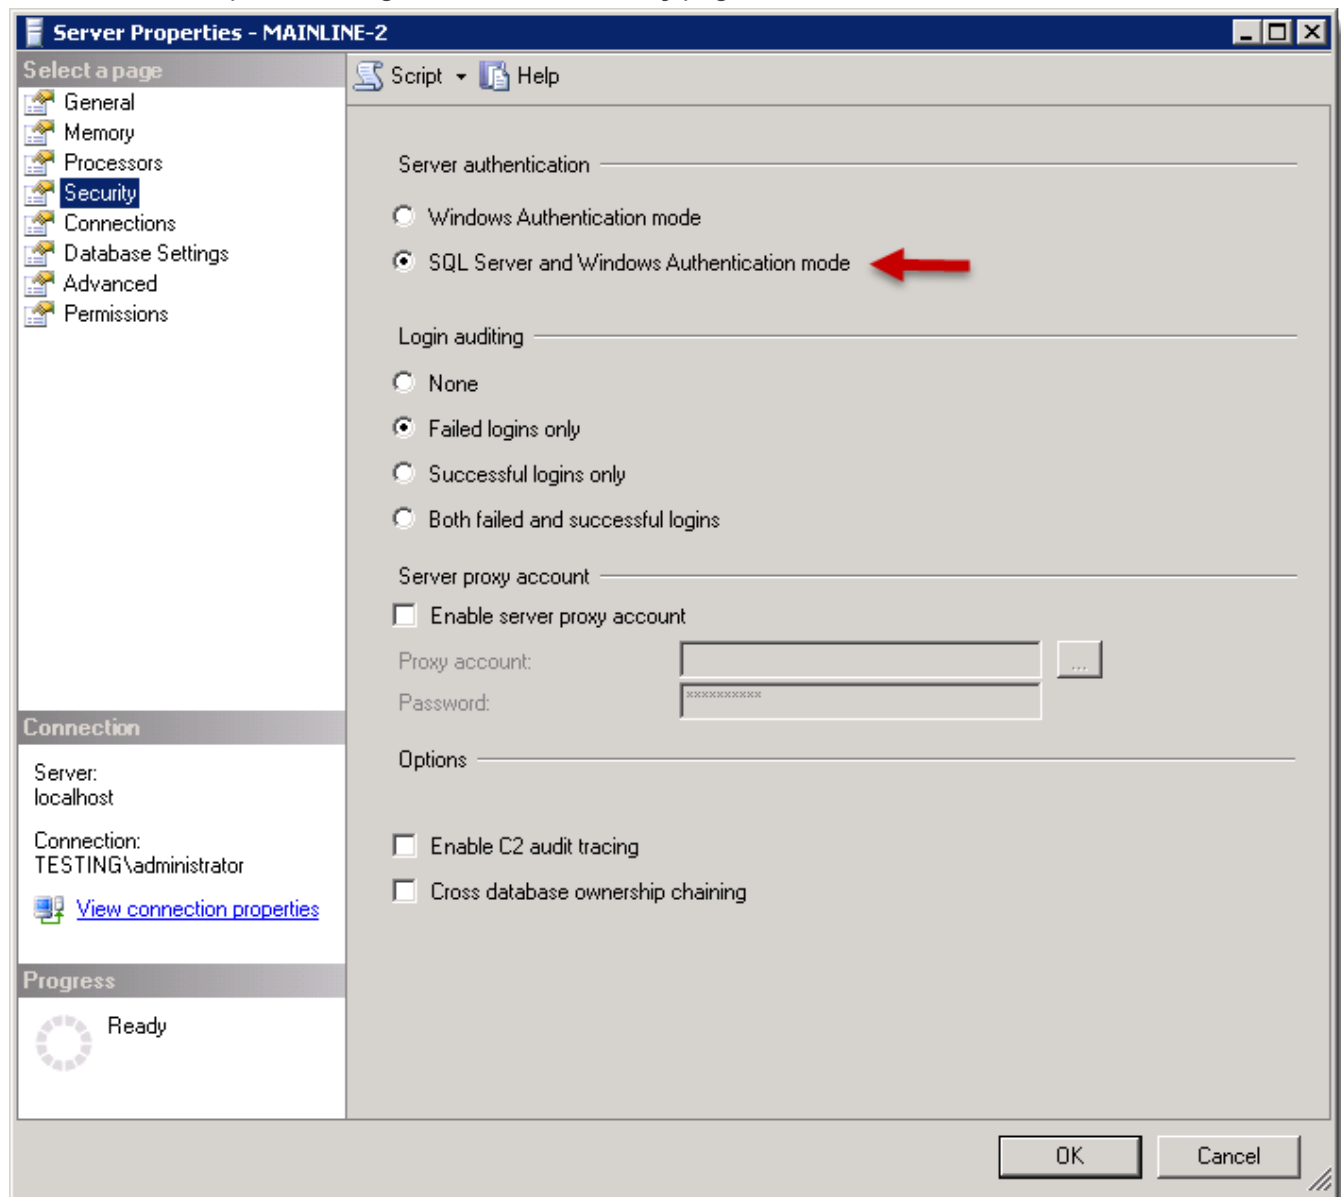 Server Properties - MAINLINE-2
Select a page
General
Memory
Processors
Security
Connections
Database Settings
Advanced
Permissions
Connection
Server:
localhost
Connection:
TESTING\administrator
View connection properties
Progress
Ready
Script Help
Server authentication
Windows Authentication mode
SQL Server and Windows Authentication mode
Login auditing
None
Failed logins only
Successful logins only
Both failed and successful logins
Server proxy account
Enable server proxy account
Proxy account:
...
Password: **********
Options
Enable C2 audit tracing
Cross database ownership chaining
OK Cancel